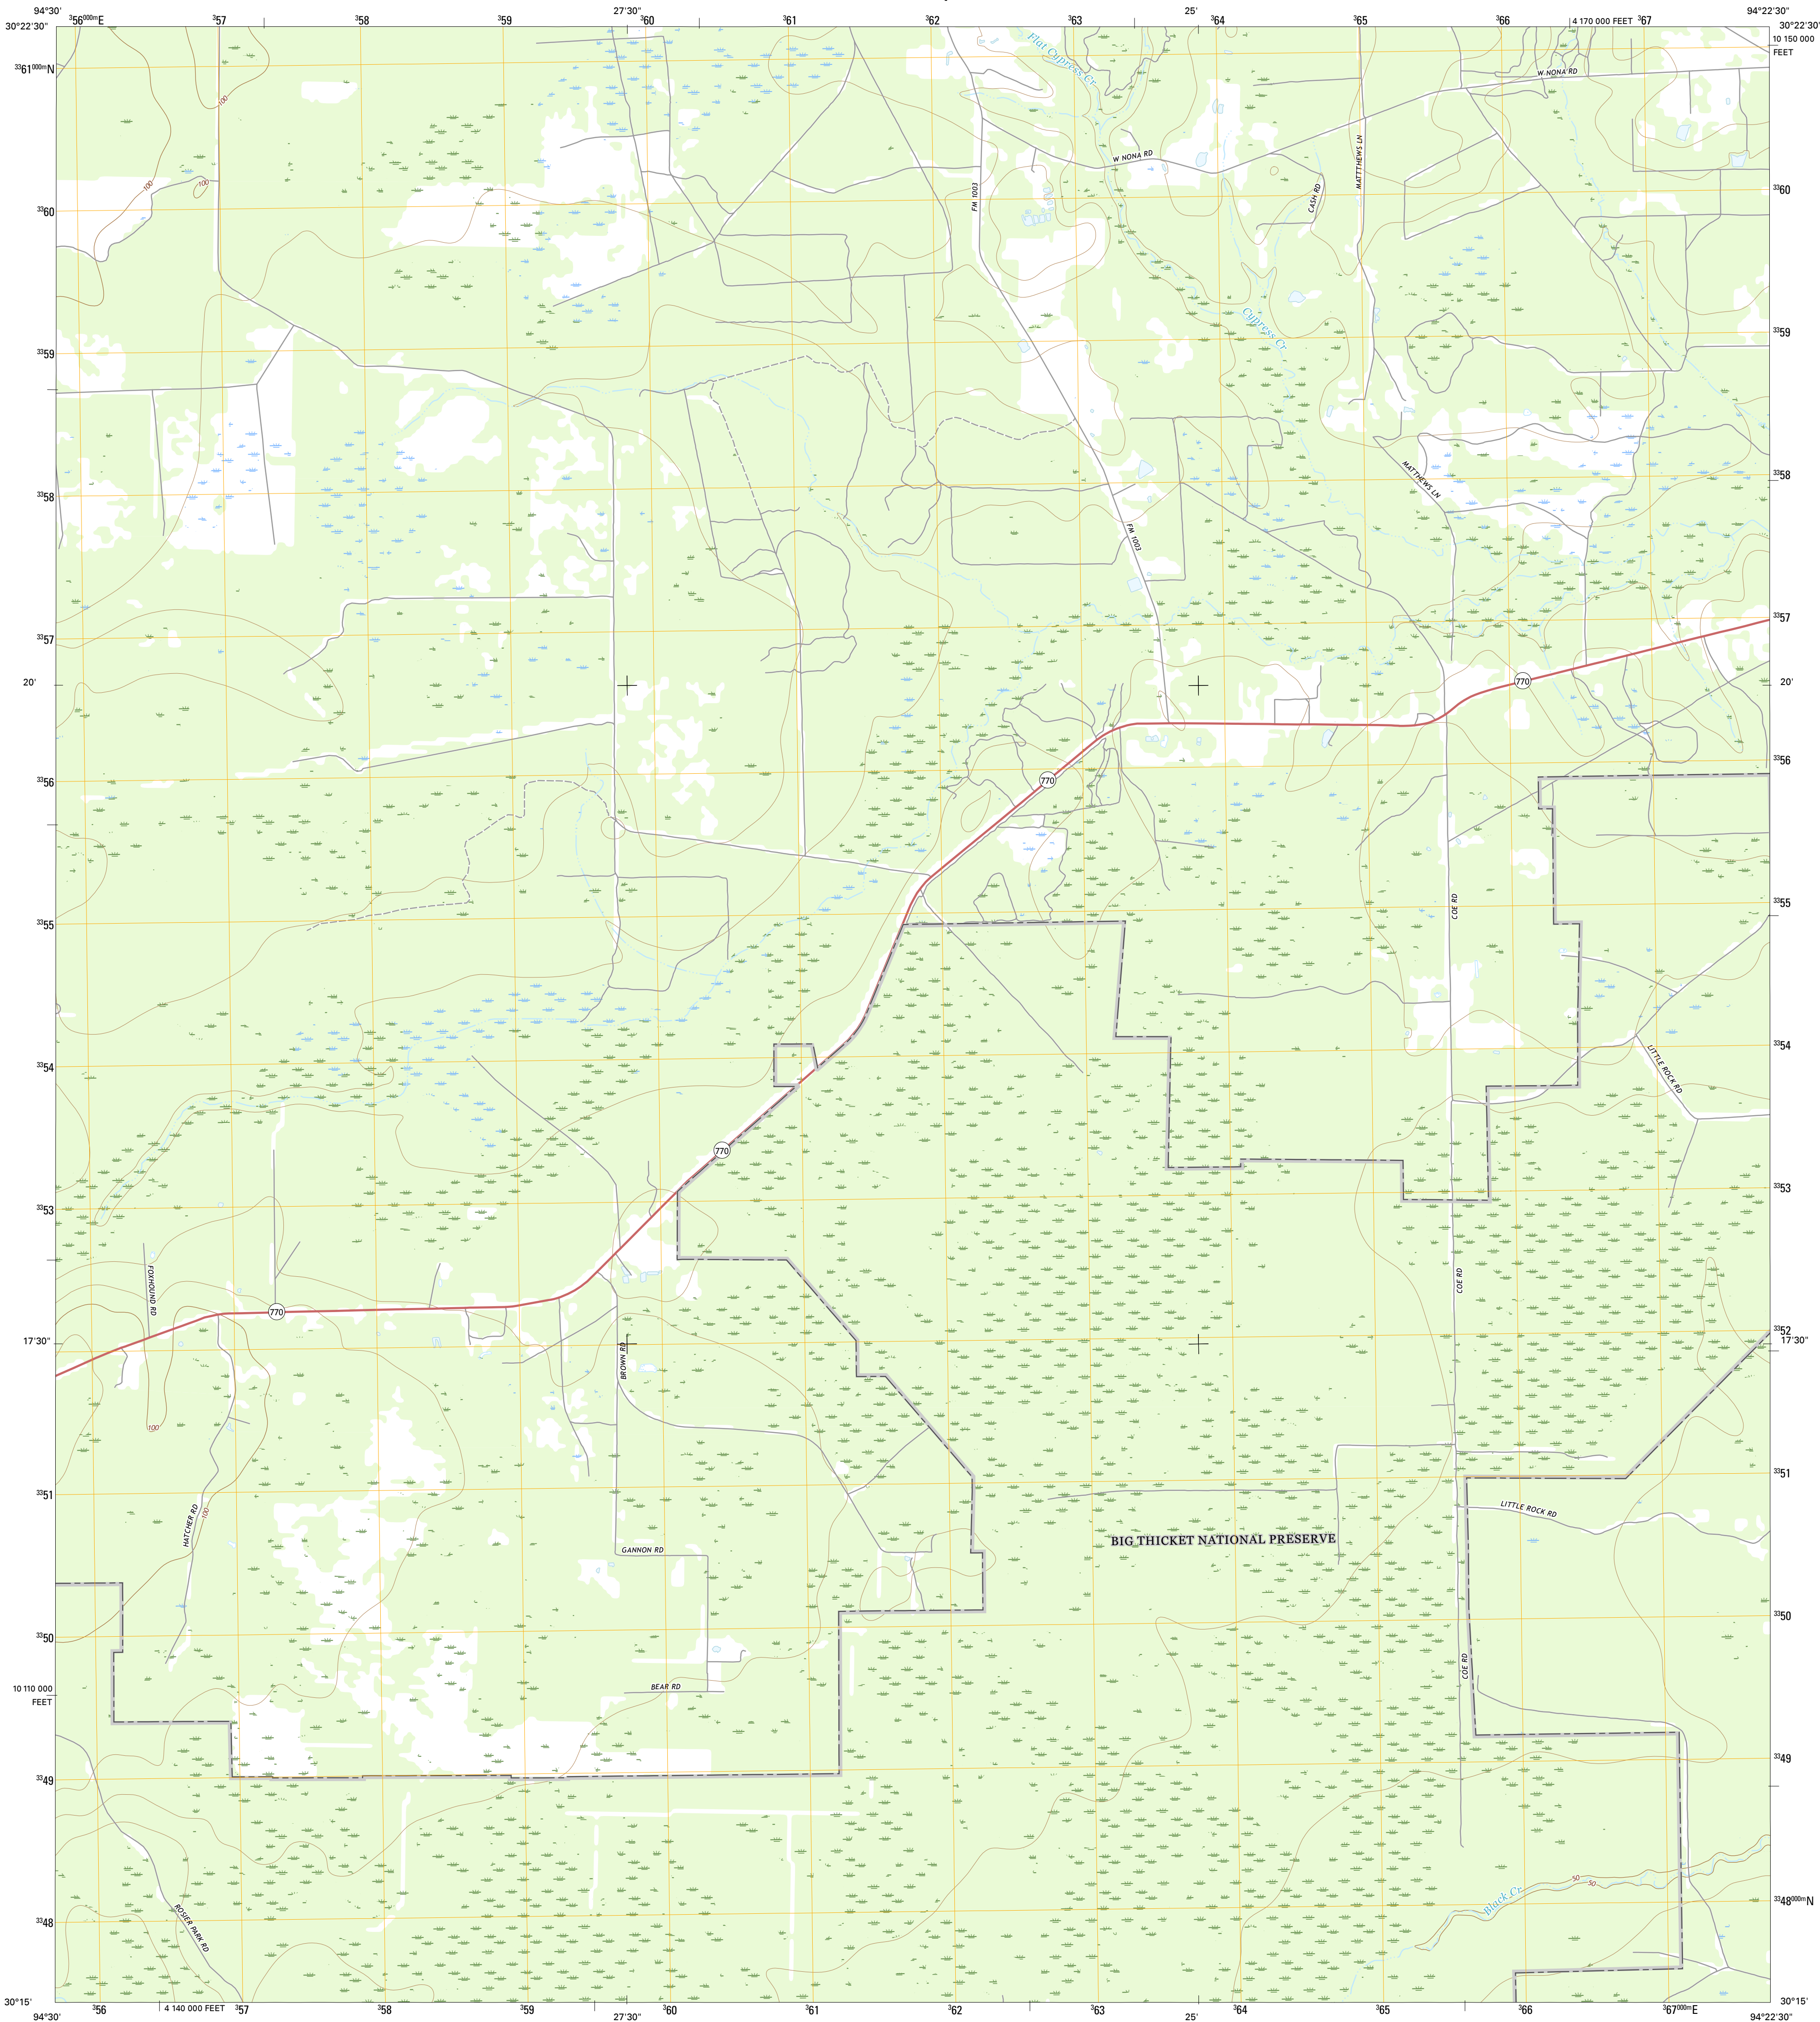 94°30' 356000mE 357 358 359 27'30" 360 361 362 363 25' 364 365 366 4 170 000 FEET 367 94°22'30"
30°22'30" 30°22'30"
10 150 000
FEET
3361000mN
Flat Cypress Cr
W NONA RD
100
W NONA RD
MATTTHEWS LN
100
100
FM 1003
CASH RD
3360 3360
Cypress Cr
3359 3359
MATTHEWS LN
3358 3358
FM 1003
3357 3357
20' 20'
770
3356 3356
770
COE RD
3355 3355
3354 3354
LITTLE ROCK RD
770
3353 3353
FOXHOUND RD
COE RD
770
3352
17'30" 17'30"
BROWN RD
100
3351 3351
HATCHER RD
100
LITTLE ROCK RD
BIG THICKET NATIONAL PRESERVE
GANNON RD
3350 3350
COE RD
10 110 000
FEET
BEAR RD
3349 3349
50 50
Black Cr
3348 3348000mN
ROSIER PARK RD
30°15' 30°15'
356 4 140 000 FEET 357 358 359 360 361 362 363 364 365 366 367000mE
94°30' 27'30" 25' 94°22'30"